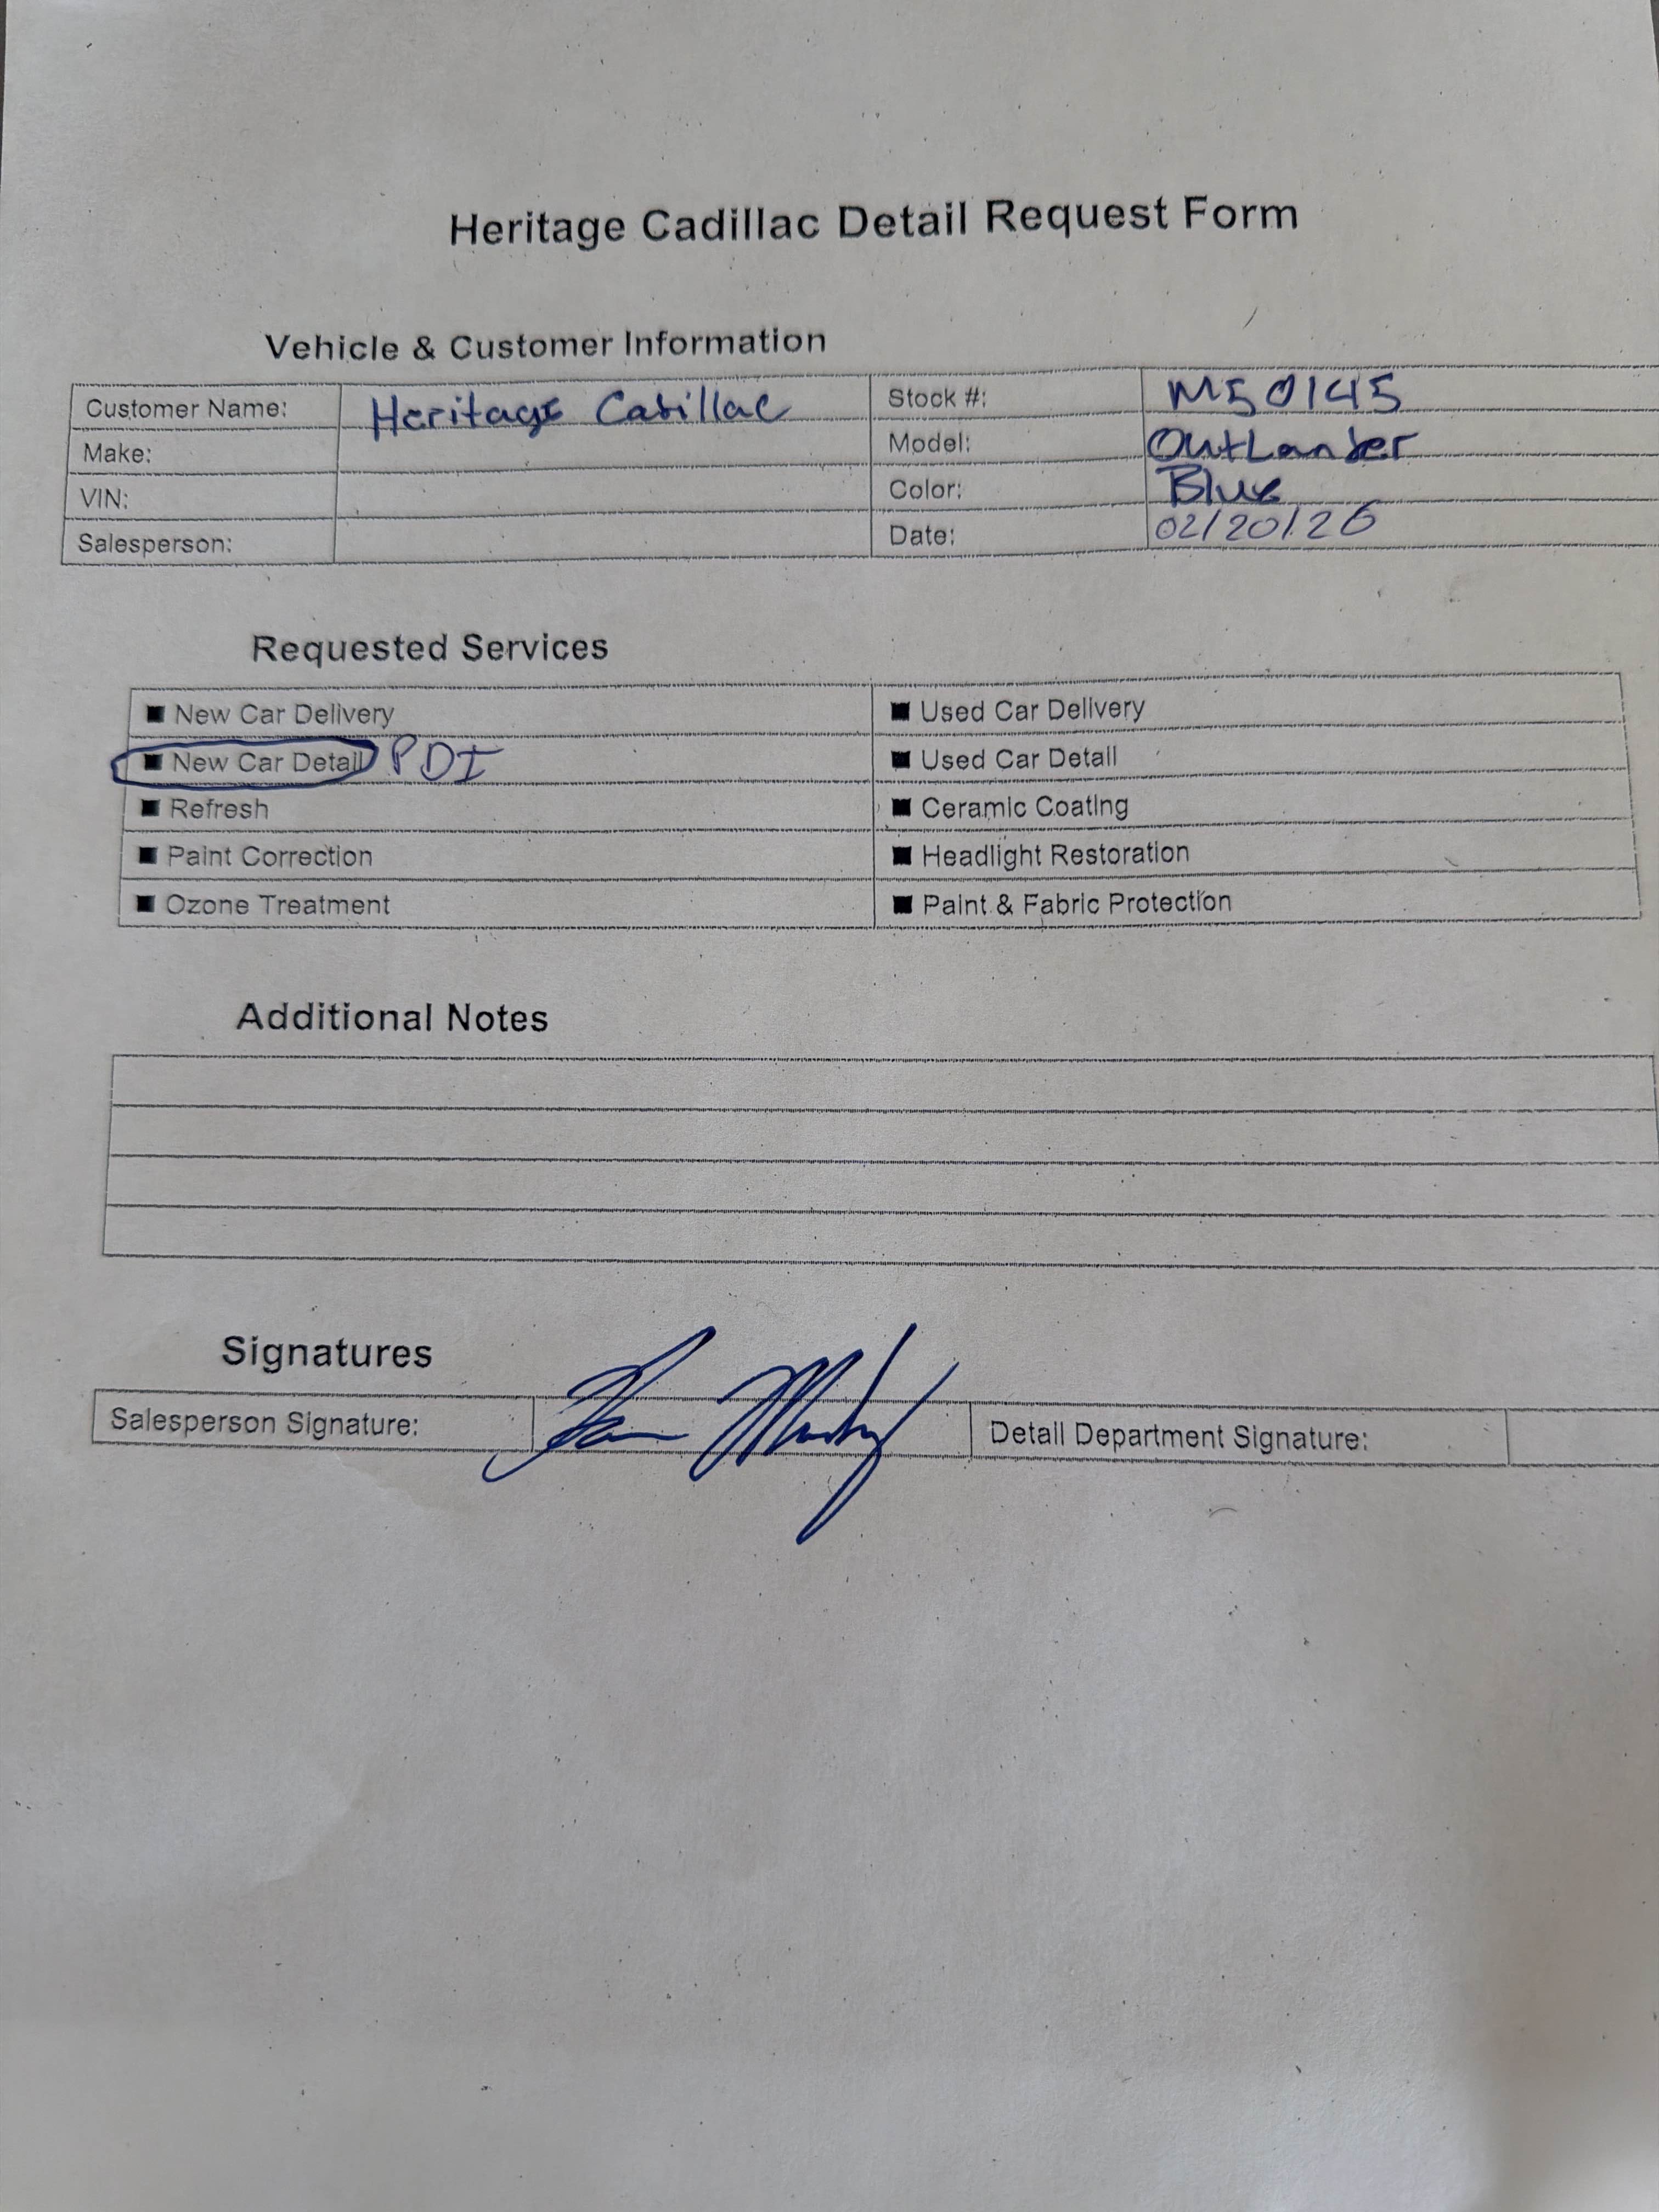 Heritage Cadillac Detail Request Form
Vehicle & Customer Information
Customer Name: Heritage Cadillac Stock #: M50145
Make: Model: OutLander
VIN: Color: Blue
Salesperson: Date: 02/20/26
Requested Services
■ New Car Delivery ■ Used Car Delivery
■ New Car Detail PDI ■ Used Car Detail
■ Refresh ■ Ceramic Coating
■ Paint Correction ■ Headlight Restoration
■ Ozone Treatment ■ Paint & Fabric Protection
Additional Notes
Signatures
Salesperson Signature: Detail Department Signature: